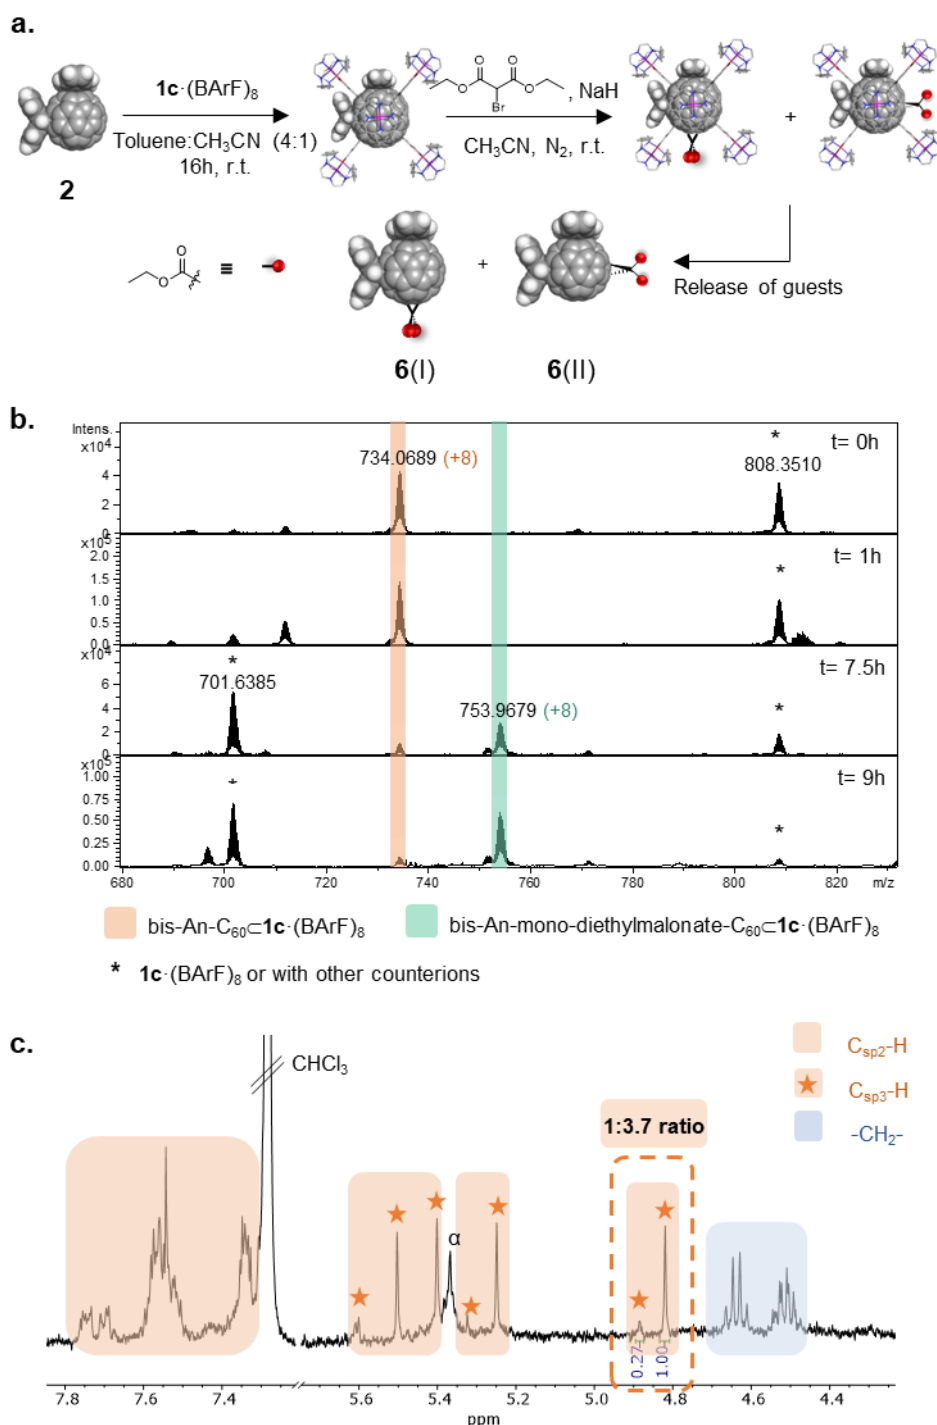 a.
1c·(BArF)8
Toluene:CH3CN (4:1)
16h, r.t.
2
O O
O O
Br
, NaH
CH3CN, N2, r.t.
+
O
O
≡
+
Release of guests
6(I)
6(II)
b.
Intens.
x10^4
4
2
0
734.0689 (+8)
*
808.3510
t= 0h
x10^5
2.0
1.5
1.0
0.5
0.0
*
t= 1h
x10^4
6
4
2
0
*
701.6385
753.9679 (+8)
*
t= 7.5h
x10^5
1.00
0.75
0.50
0.25
0.00
*
*
t= 9h
680 700 720 740 760 780 800 820 m/z
bis-An-C60⊂1c·(BArF)8
bis-An-mono-diethylmalonate-C60⊂1c·(BArF)8
* 1c·(BArF)8 or with other counterions
c.
CHCl3
Csp2-H
Csp3-H
-CH2-
1:3.7 ratio
α
0.27
1.00
7.8 7.6 7.4 5.6 5.4 5.2 5.0 4.8 4.6 4.4
ppm